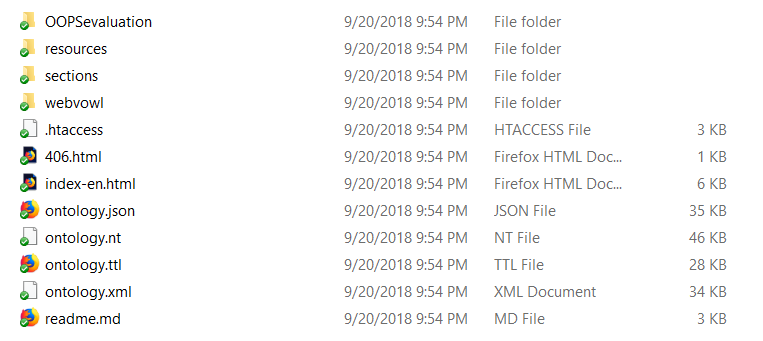 OOPSevaluation 9/20/2018 9:54 PM File folder
resources 9/20/2018 9:54 PM File folder
sections 9/20/2018 9:54 PM File folder
webvowl 9/20/2018 9:54 PM File folder
.htaccess 9/20/2018 9:54 PM HTACCESS File 3 KB
406.html 9/20/2018 9:54 PM Firefox HTML Doc... 1 KB
index-en.html 9/20/2018 9:54 PM Firefox HTML Doc... 6 KB
ontology.json 9/20/2018 9:54 PM JSON File 35 KB
ontology.nt 9/20/2018 9:54 PM NT File 46 KB
ontology.ttl 9/20/2018 9:54 PM TTL File 28 KB
ontology.xml 9/20/2018 9:54 PM XML Document 34 KB
readme.md 9/20/2018 9:54 PM MD File 3 KB